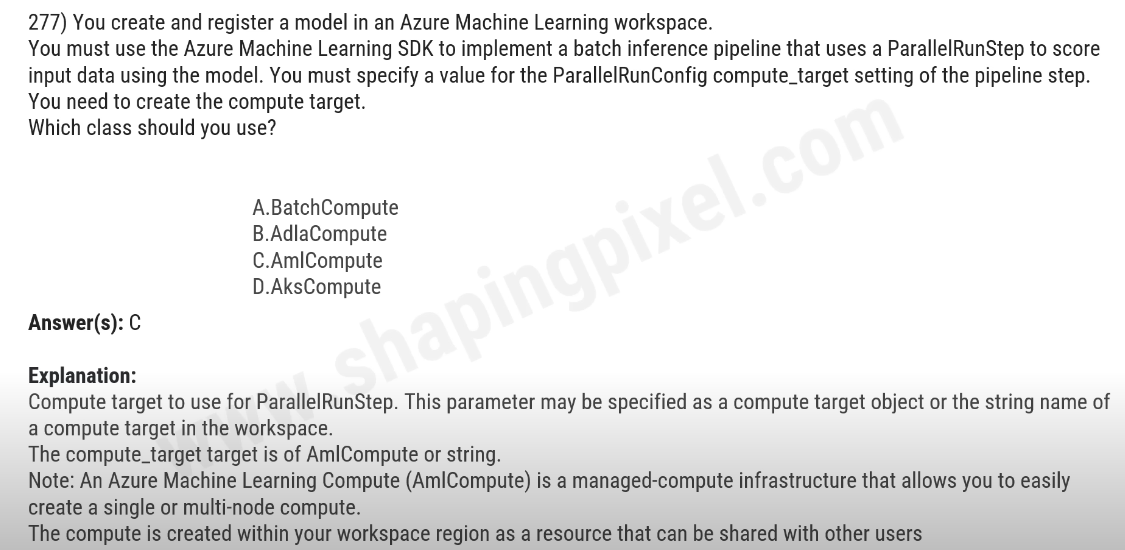 277) You create and register a model in an Azure Machine Learning workspace.
You must use the Azure Machine Learning SDK to implement a batch inference pipeline that uses a ParallelRunStep to score
input data using the model. You must specify a value for the ParallelRunConfig compute_target setting of the pipeline step.
You need to create the compute target.
Which class should you use?
A.BatchCompute
B.AdlaCompute
C.AmlCompute
D.AksCompute
Answer(s): C
Explanation:
Compute target to use for ParallelRunStep. This parameter may be specified as a compute target object or the string name of
a compute target in the workspace.
The compute_target target is of AmlCompute or string.
Note: An Azure Machine Learning Compute (AmlCompute) is a managed-compute infrastructure that allows you to easily
create a single or multi-node compute.
The compute is created within your workspace region as a resource that can be shared with other users
www.shapingpixel.com